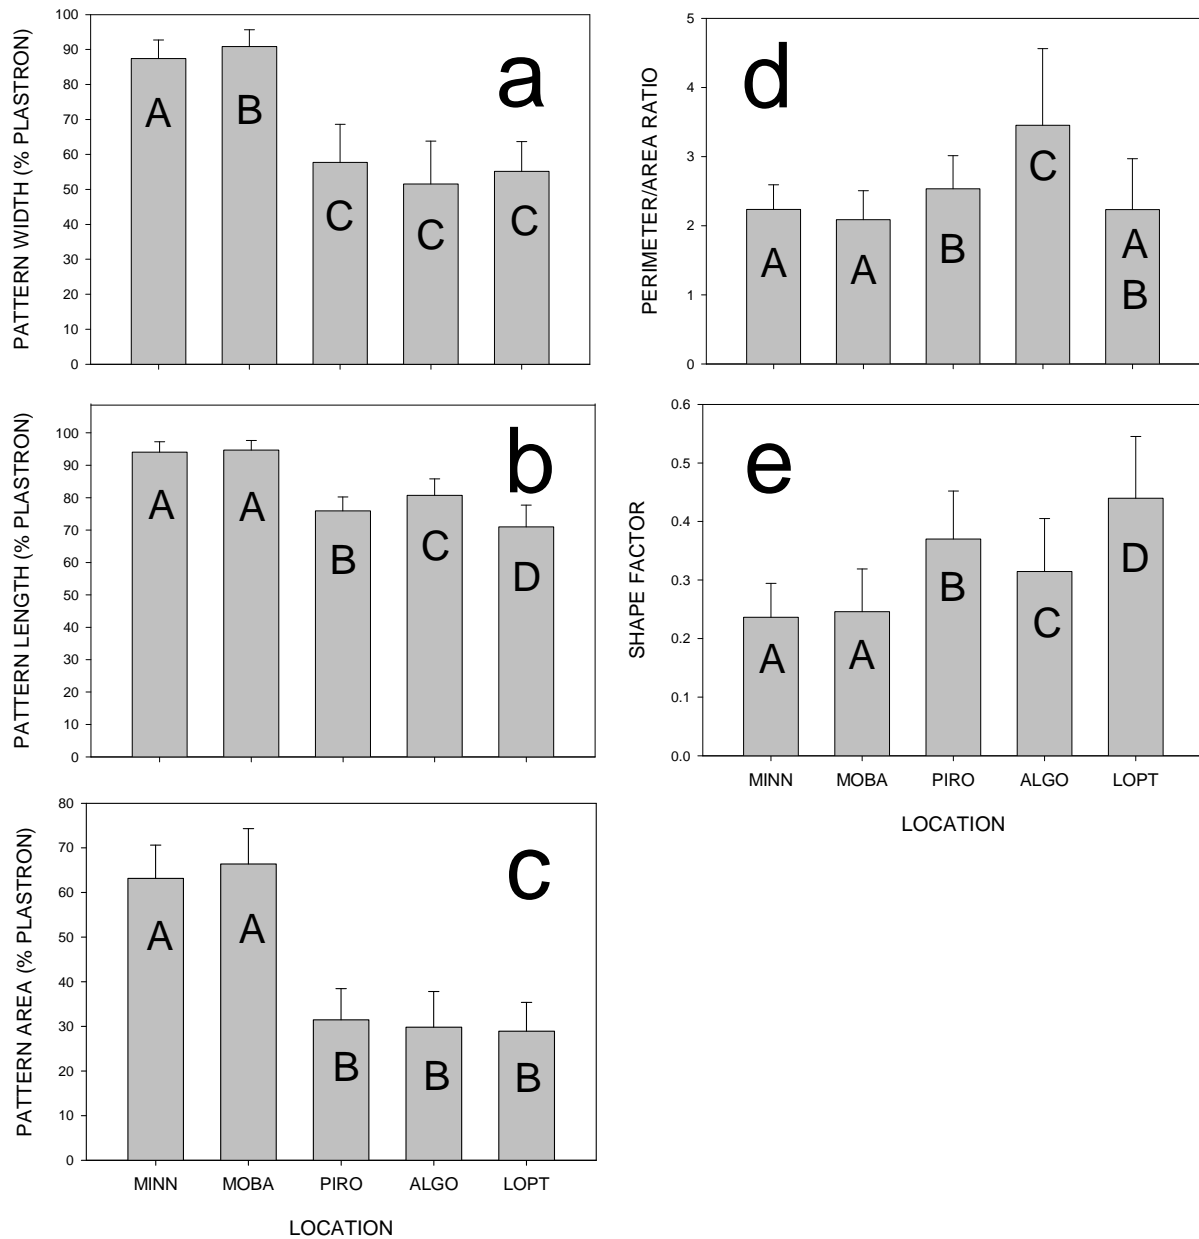 PATTERN WIDTH (% PLASTRON)
100
90
80
70
60
50
40
30
20
10
0
a
A
B
C
C
C
PATTERN LENGTH (% PLASTRON)
100
90
80
70
60
50
40
30
20
10
0
b
A
A
B
C
D
PATTERN AREA (% PLASTRON)
80
70
60
50
40
30
20
10
0
c
A
A
B
B
B
MINN MOBA PIRO ALGO LOPT
LOCATION
PERIMETER/AREA RATIO
5
4
3
2
1
0
d
A
A
B
C
A
B
SHAPE FACTOR
0.6
0.5
0.4
0.3
0.2
0.1
0.0
e
A
A
B
C
D
MINN MOBA PIRO ALGO LOPT
LOCATION